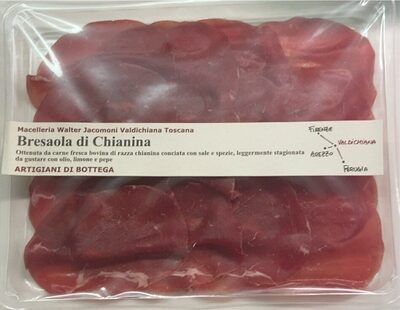 Macelleria Walter Jacomoni Valdichiana Toscana
Bresaola di Chianina
Ottenuta da carne fresca bovina di razza chianina conciata con sale e spezie, leggermente stagionata
da gustare con olio, limone e pepe
ARTIGIANI DI BOTTEGA
FIRENZE
VALDICHIANA
AREZZO
PERUGIA